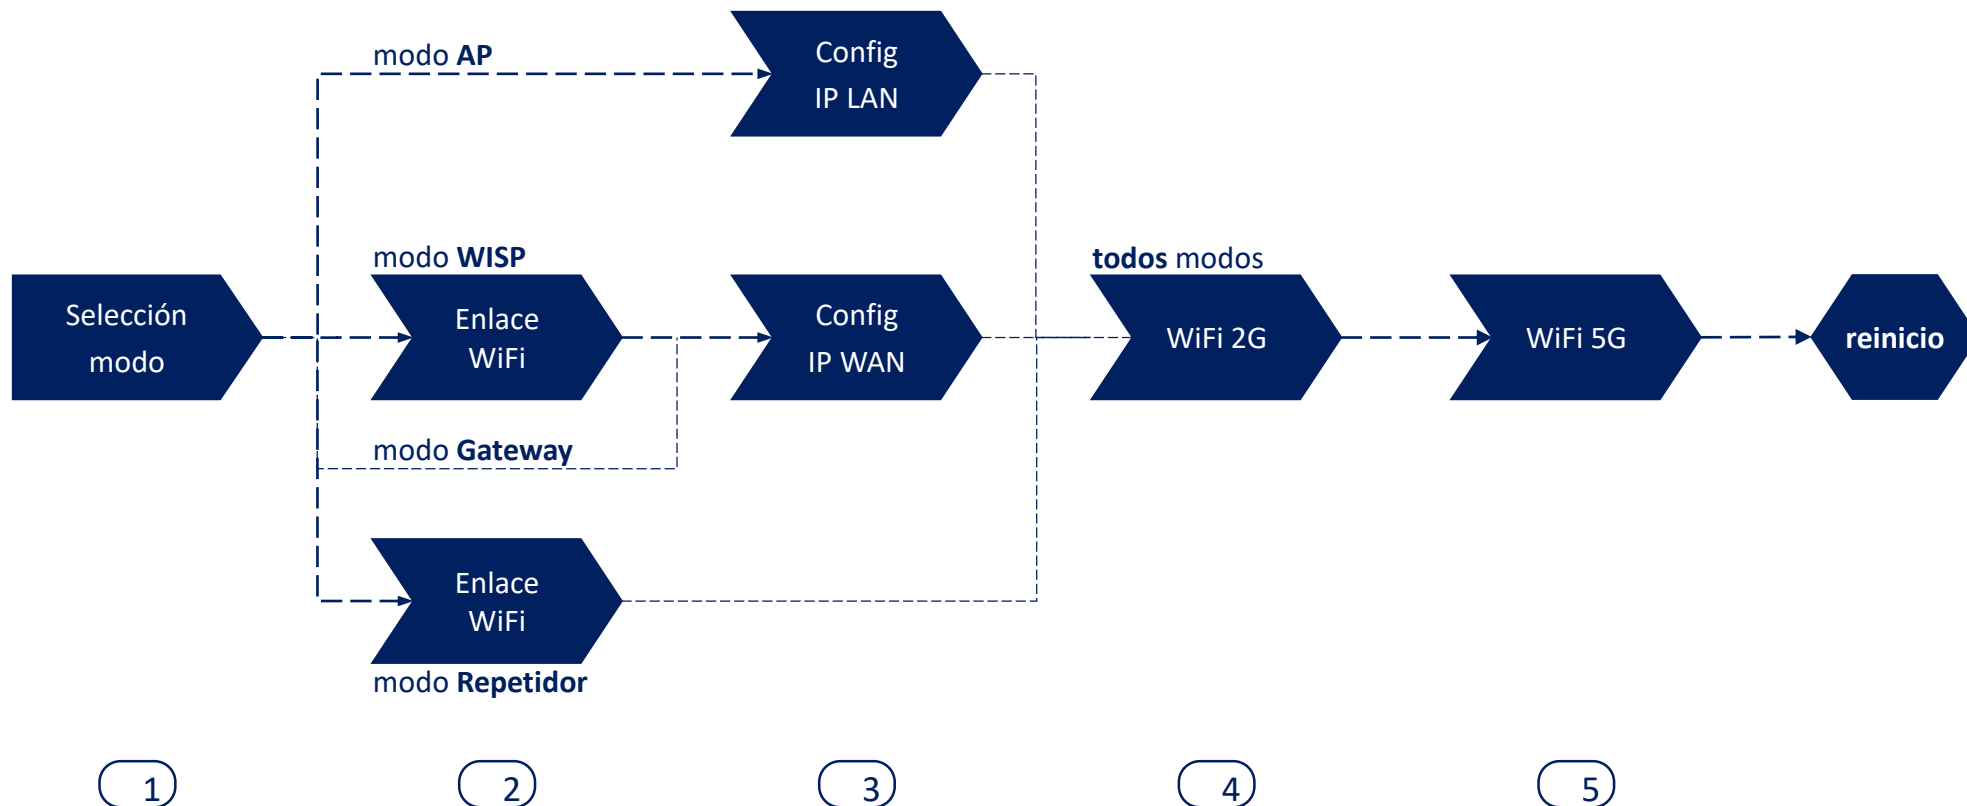 modo AP
Config
IP LAN
modo WISP
todos modos
Selección
modo
Enlace
WiFi
Config
IP WAN
WiFi 2G
WiFi 5G
reinicio
modo Gateway
Enlace
WiFi
modo Repetidor
1
2
3
4
5